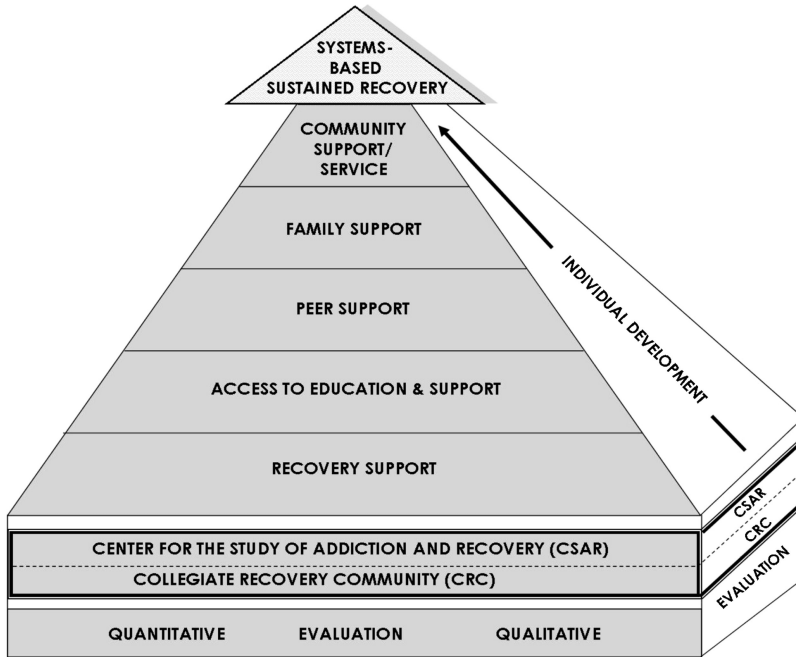 SYSTEMS-
BASED
SUSTAINED RECOVERY
COMMUNITY
SUPPORT/
SERVICE
FAMILY SUPPORT
PEER SUPPORT
ACCESS TO EDUCATION & SUPPORT
RECOVERY SUPPORT
INDIVIDUAL DEVELOPMENT
CENTER FOR THE STUDY OF ADDICTION AND RECOVERY (CSAR)
COLLEGIATE RECOVERY COMMUNITY (CRC)
CSAR
CRC
EVALUATION
QUANTITATIVE EVALUATION QUALITATIVE